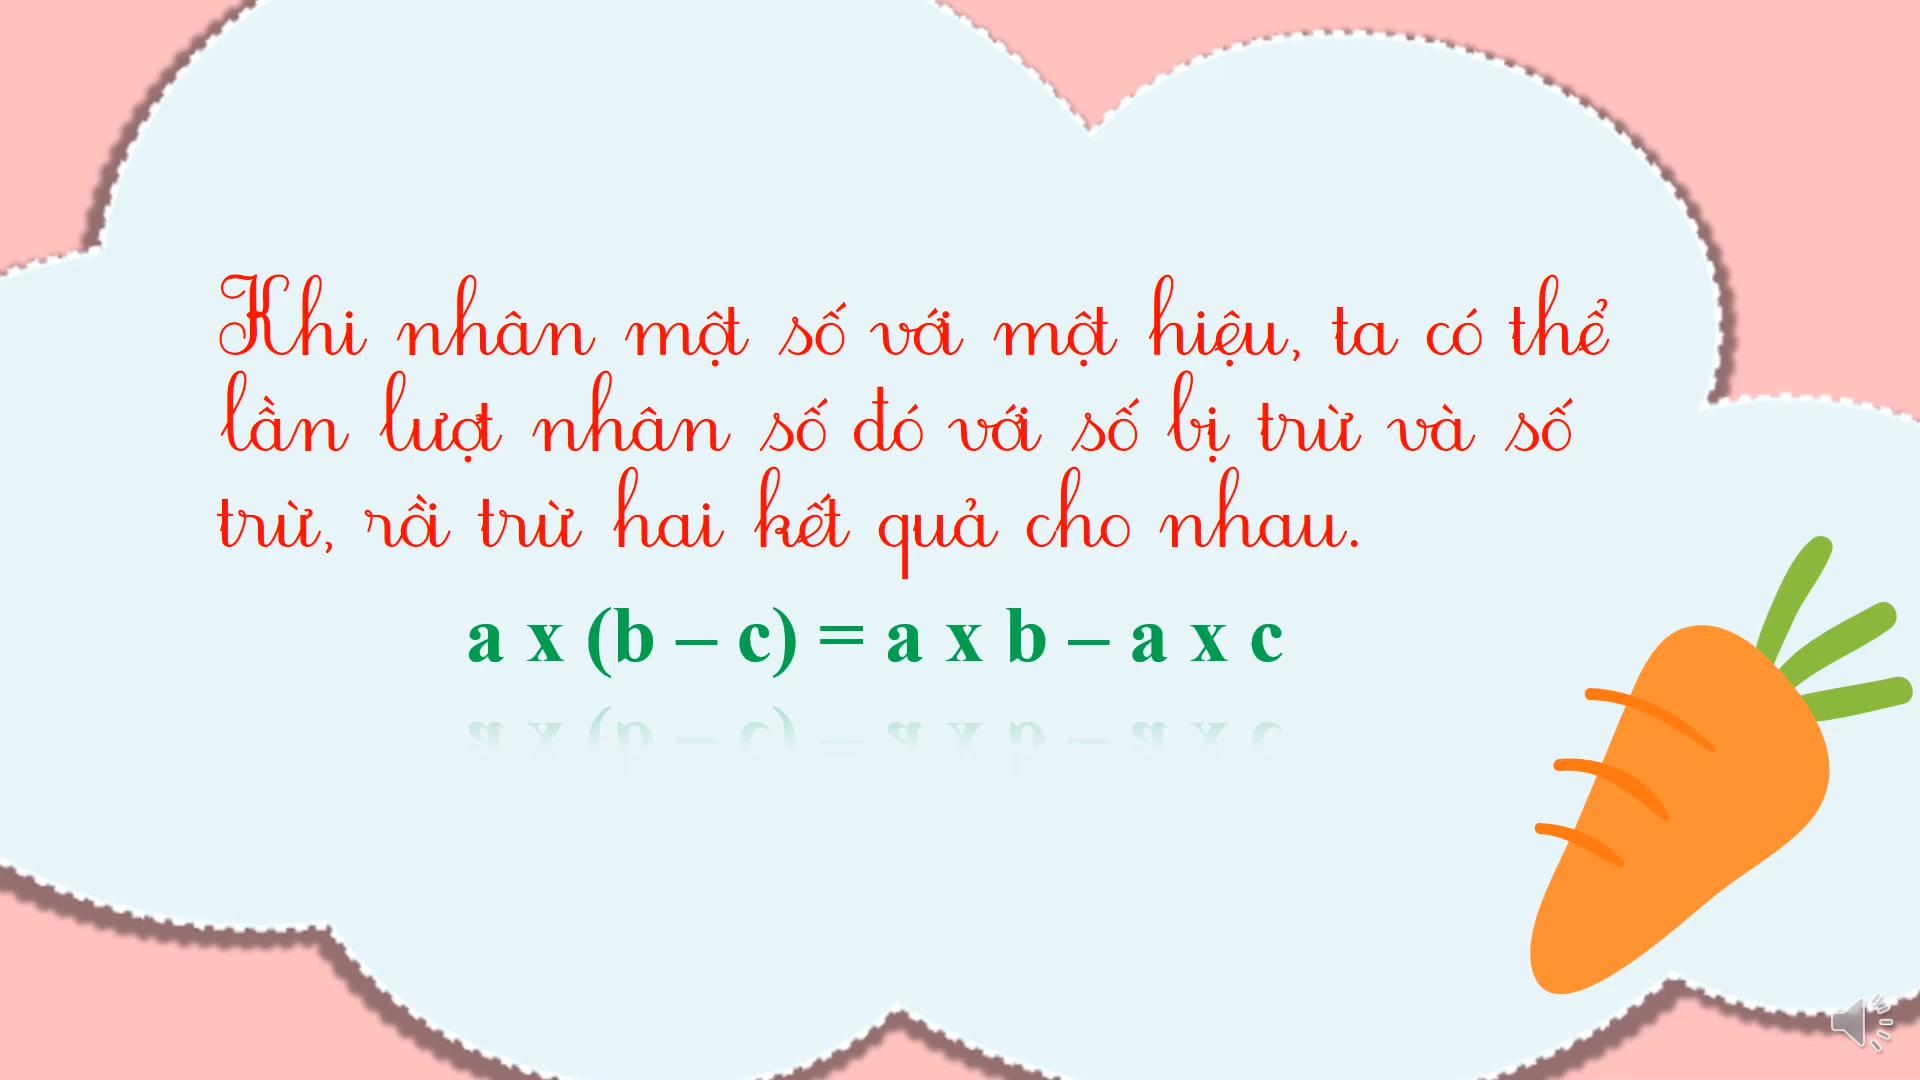 Khi nhân một số với một hiệu, ta có thể
lần lượt nhân số đó với số bị trừ và số
trừ, rồi trừ hai kết quả cho nhau.
a x (b – c) = a x b – a x c